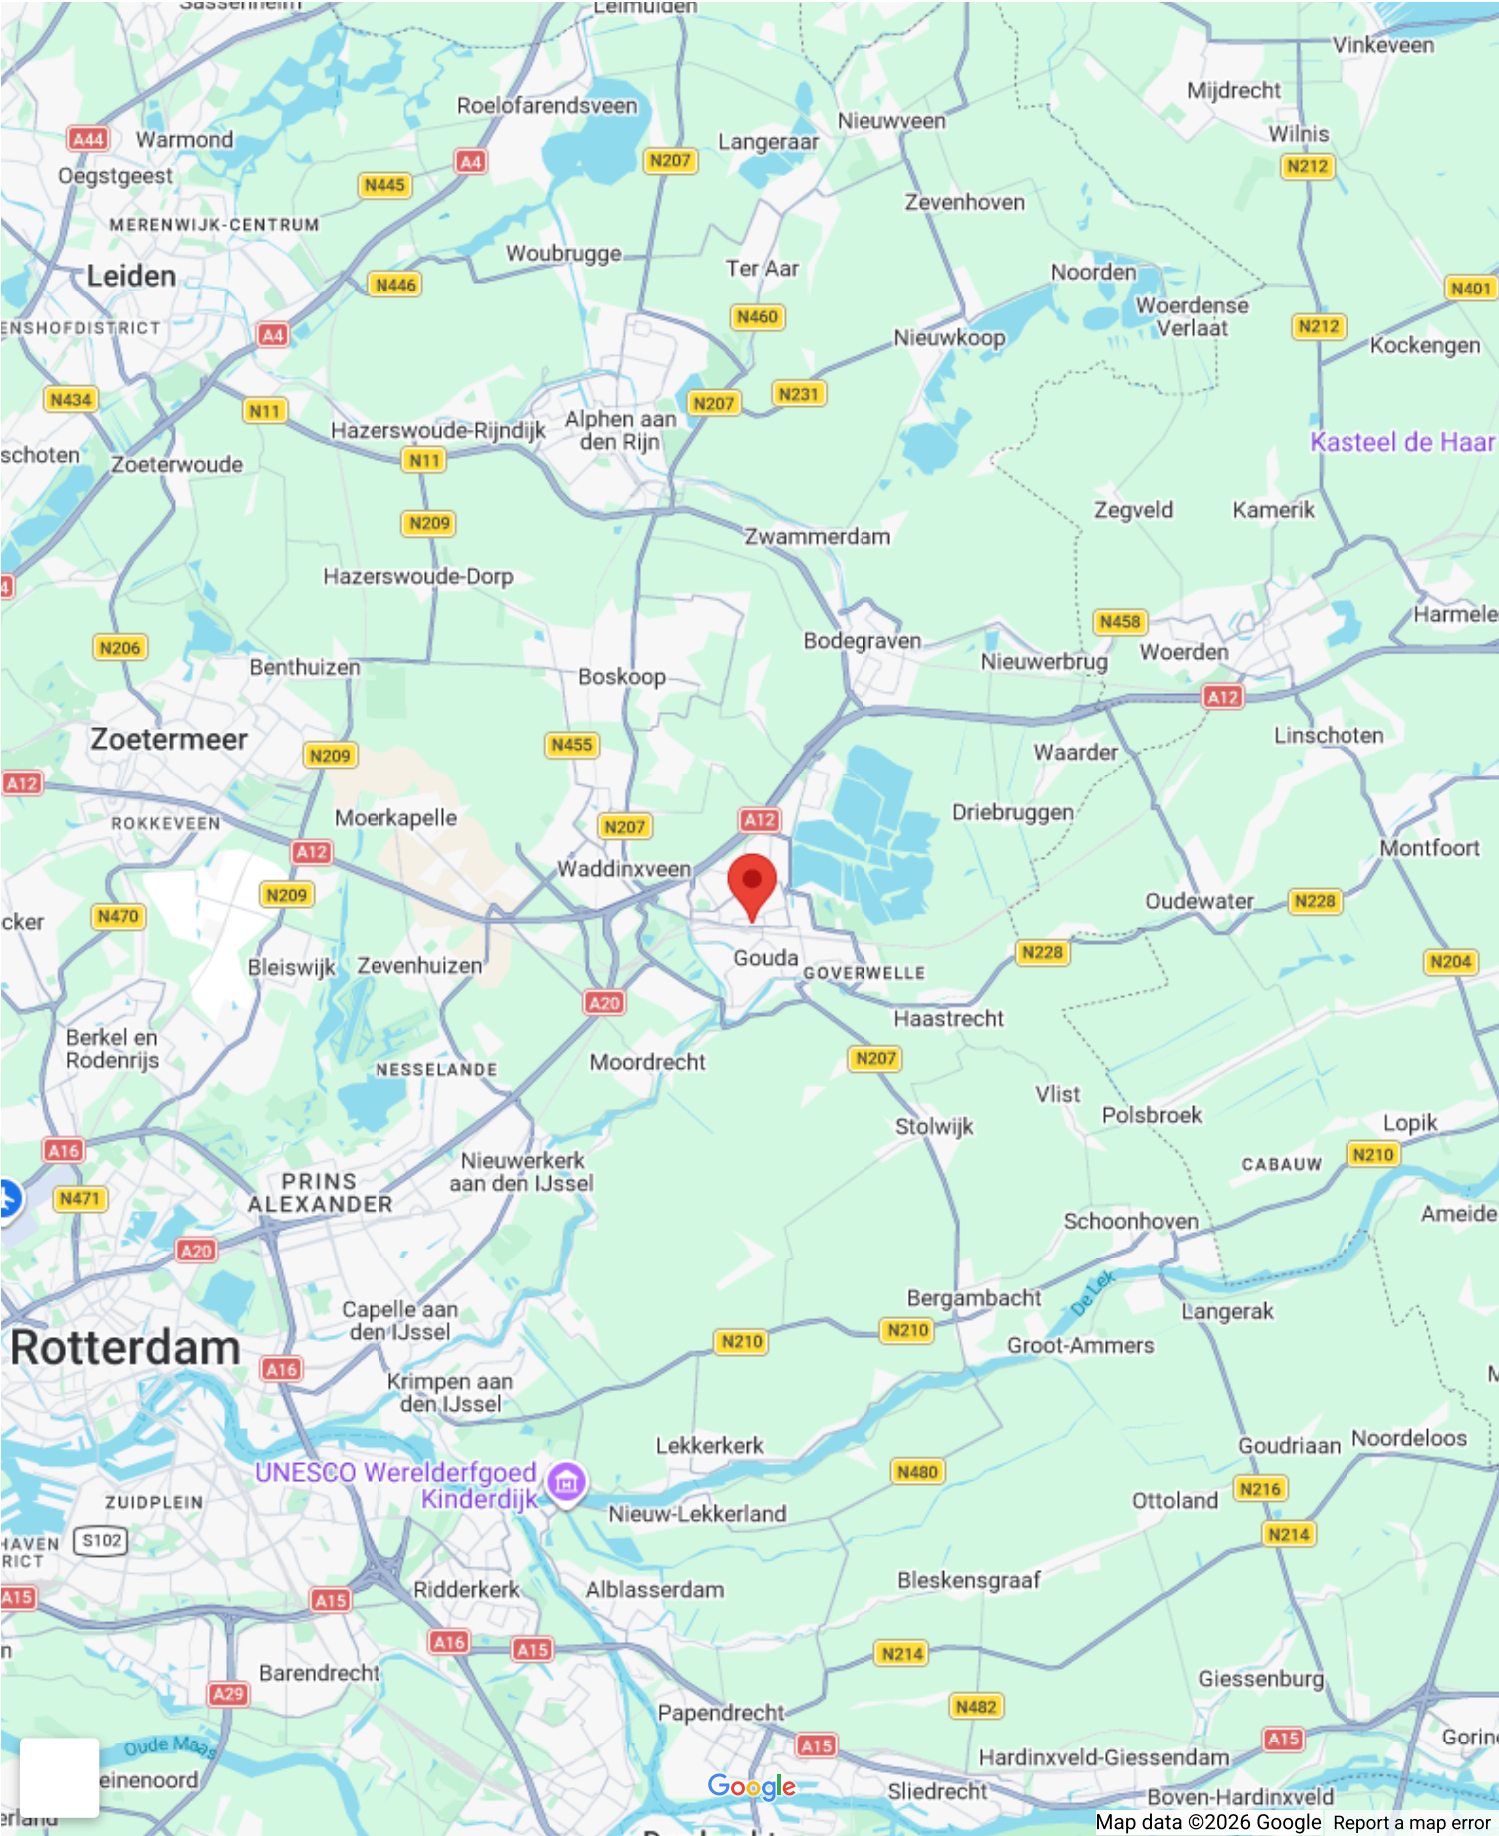 Sassenheim
Leimuiden
Vinkeveen
Mijdrecht
Roelofarendsveen
Nieuwveen
A44
Warmond
Langeraar
Wilnis
A4
N207
N212
Oegstgeest
N445
Zevenhoven
MERENWIJK-CENTRUM
Woubrugge
Ter Aar
Noorden
Leiden
N446
N401
Woerdense
Verlaat
N460
ENSHOFDISTRICT
A4
N212
Nieuwkoop
Kockengen
N434
N11
N207
N231
Alphen aan
den Rijn
Hazerswoude-Rijndijk
Kasteel de Haar
schoten
Zoeterwoude
N11
Zegveld
Kamerik
N209
Zwammerdam
Hazerswoude-Dorp
4
N458
Harmele
N206
Bodegraven
Woerden
Benthuizen
Boskoop
Nieuwerbrug
A12
Zoetermeer
N209
N455
Linschoten
Waarder
A12
Driebruggen
ROKKEVEEN
Moerkapelle
N207
A12
A12
Montfoort
Waddinxveen
N209
Oudewater
N228
cker
N470
Gouda
N228
Bleiswijk
Zevenhuizen
GOVERWELLE
N204
A20
Haastrecht
Berkel en
Rodenrijs
NESSELANDE
Moordrecht
N207
Vlist
Polsbroek
Stolwijk
Lopik
A16
N210
Nieuwerkerk
aan den IJssel
CABAUW
PRINS
ALEXANDER
N471
Schoonhoven
Ameide
A20
De Lek
Bergambacht
Capelle aan
den IJssel
Langerak
N210
N210
Groot-Ammers
Rotterdam
A16
Krimpen aan
den IJssel
Lekkerkerk
Goudriaan
Noordeloos
UNESCO Werelderfgoed
Kinderdijk
N480
N216
ZUIDPLEIN
Nieuw-Lekkerland
Ottoland
S102
HAVEN
RICT
N214
Bleskensgraaf
A15
A15
Ridderkerk
Alblasserdam
A16
A15
N214
n
Barendrecht
Giessenburg
A29
Papendrecht
N482
Oude Maas
A15
A15
Gorin
Hardinxveld-Giessendam
einenoord
Google
Sliedrecht
Boven-Hardinxveld
erland
Map data ©2026 Google
Report a map error